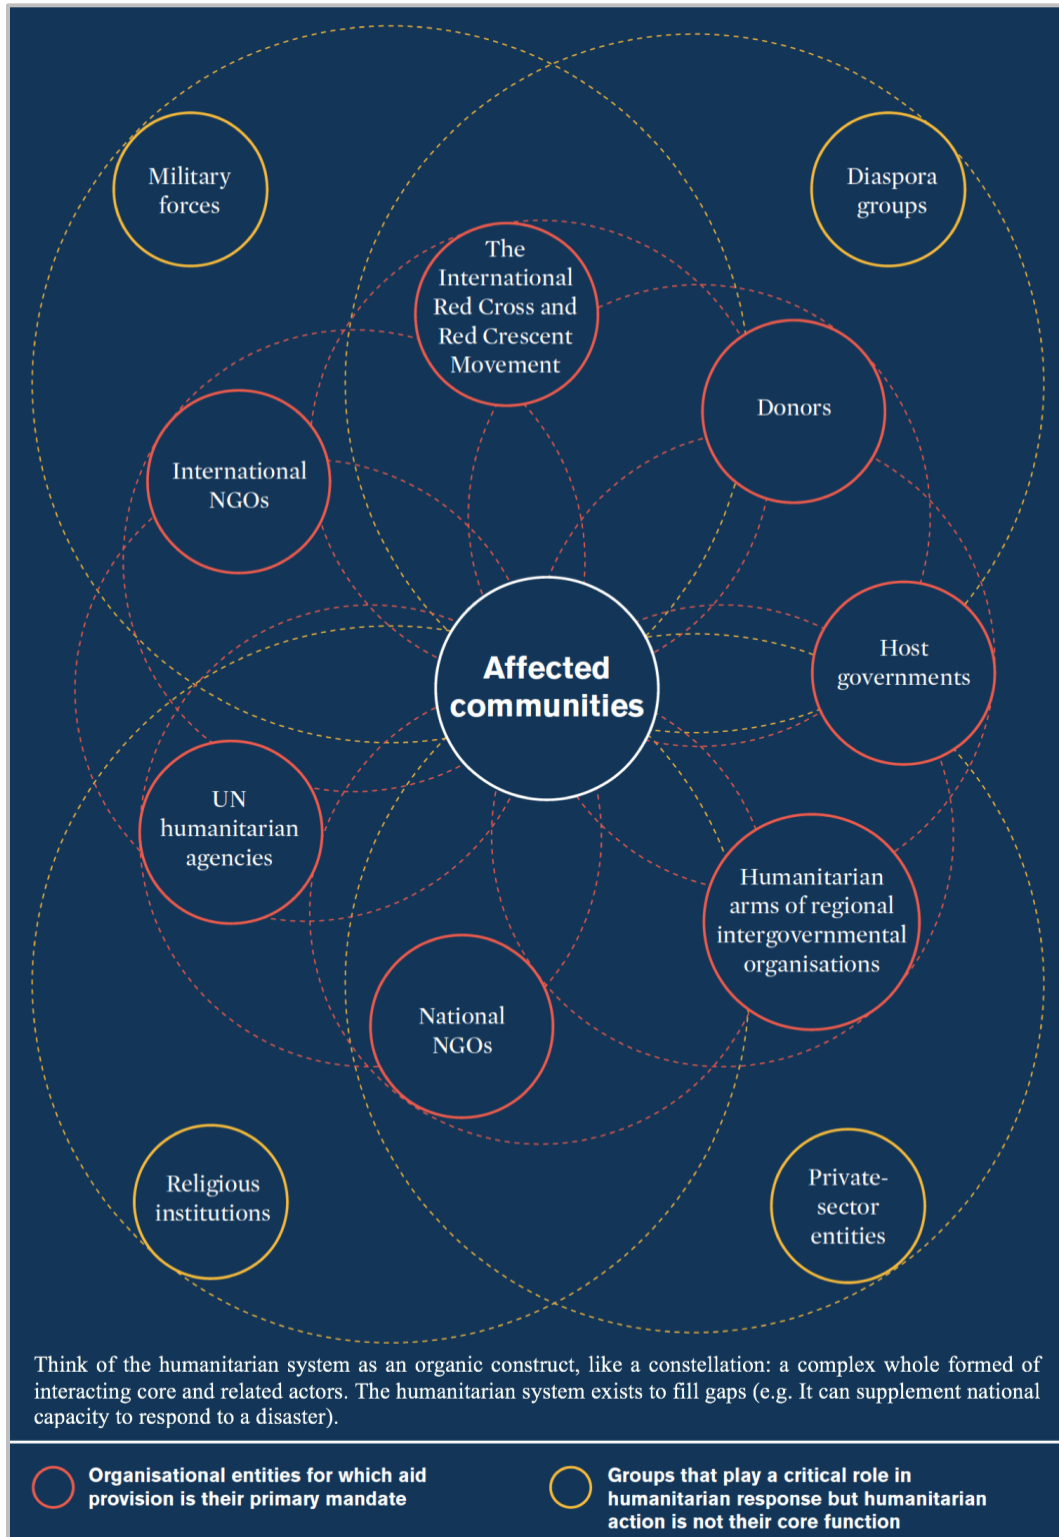 Military
forces
Diaspora
groups
The
International
Red Cross and
Red Crescent
Movement
Donors
International
NGOs
Host
governments
Affected
communities
UN
humanitarian
agencies
Humanitarian
arms of regional
intergovernmental
organisations
National
NGOs
Religious
institutions
Private-
sector
entities
Think of the humanitarian system as an organic construct, like a constellation: a complex whole formed of
interacting core and related actors. The humanitarian system exists to fill gaps (e.g. It can supplement national
capacity to respond to a disaster).
Organisational entities for which aid
provision is their primary mandate
Groups that play a critical role in
humanitarian response but humanitarian
action is not their core function